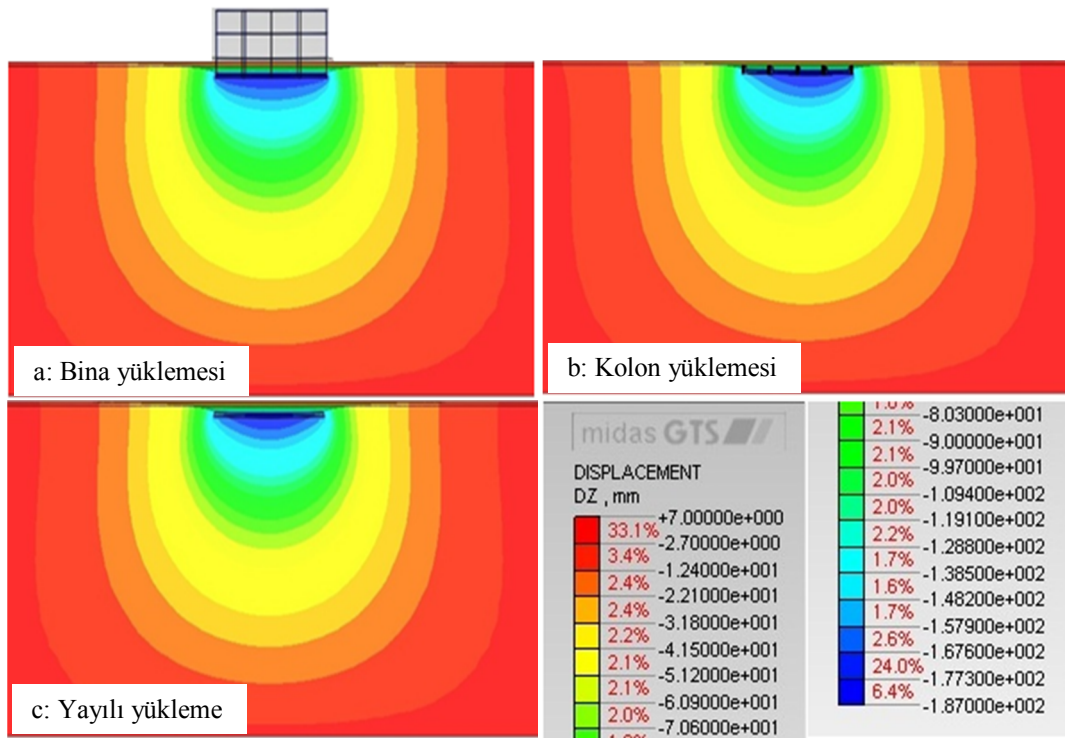 a: Bina yüklemesi
b: Kolon yüklemesi
c: Yayılı yükleme
midas GTS
DISPLACEMENT
DZ , mm
+7.00000e+000
33.1%
-2.70000e+000
3.4%
-1.24000e+001
2.4%
-2.21000e+001
2.4%
-3.18000e+001
2.2%
-4.15000e+001
2.1%
-5.12000e+001
2.1%
-6.09000e+001
2.0%
-7.06000e+001
-8.03000e+001
2.1%
-9.00000e+001
2.1%
-9.97000e+001
2.0%
-1.09400e+002
2.0%
-1.19100e+002
2.2%
-1.28800e+002
1.7%
-1.38500e+002
1.6%
-1.48200e+002
1.7%
-1.57900e+002
2.6%
-1.67600e+002
24.0%
-1.77300e+002
6.4%
-1.87000e+002